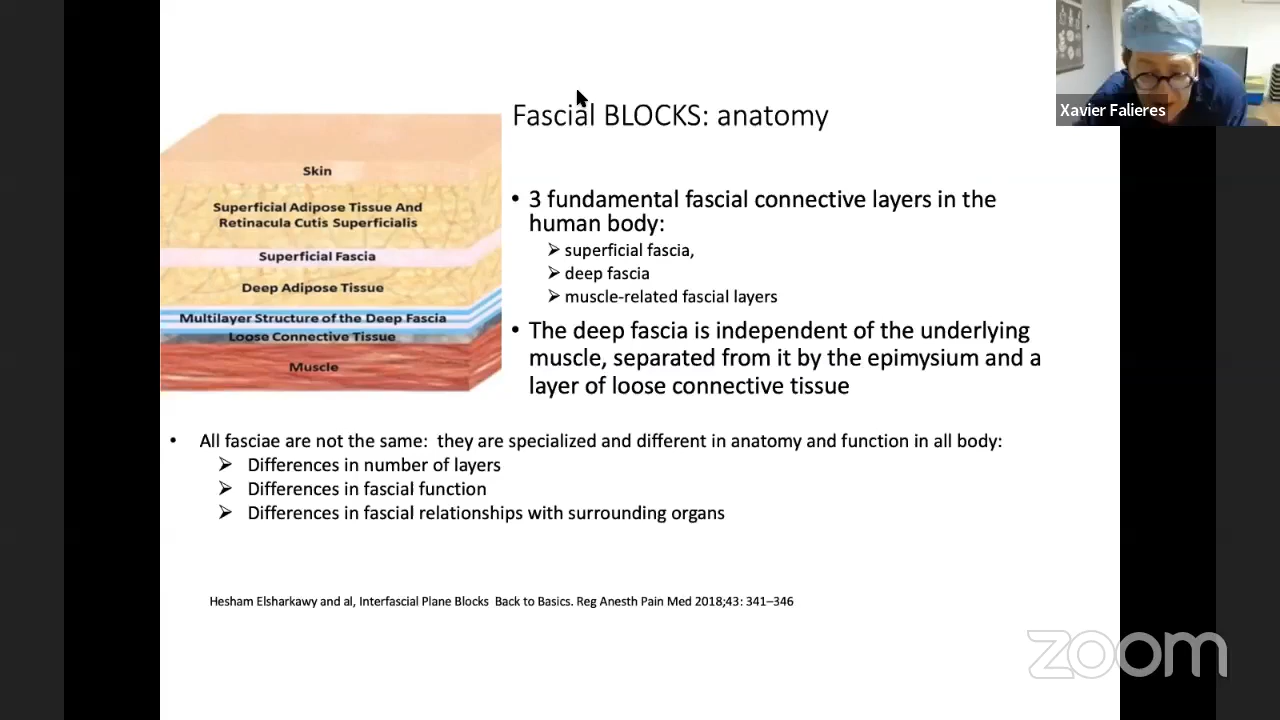 Fascial BLOCKS: anatomy
Xavier Falieres
Skin
Superficial Adipose Tissue And
Retinacula Cutis Superficialis
Superficial Fascia
Deep Adipose Tissue
Multilayer Structure of the Deep Fascia
Loose Connective Tissue
Muscle
• 3 fundamental fascial connective layers in the
human body:
➢ superficial fascia,
➢ deep fascia
➢ muscle-related fascial layers
• The deep fascia is independent of the underlying
muscle, separated from it by the epimysium and a
layer of loose connective tissue
• All fasciae are not the same: they are specialized and different in anatomy and function in all body:
➢ Differences in number of layers
➢ Differences in fascial function
➢ Differences in fascial relationships with surrounding organs
Hesham Elsharkawy and al, Interfascial Plane Blocks Back to Basics. Reg Anesth Pain Med 2018;43: 341–346
zoom